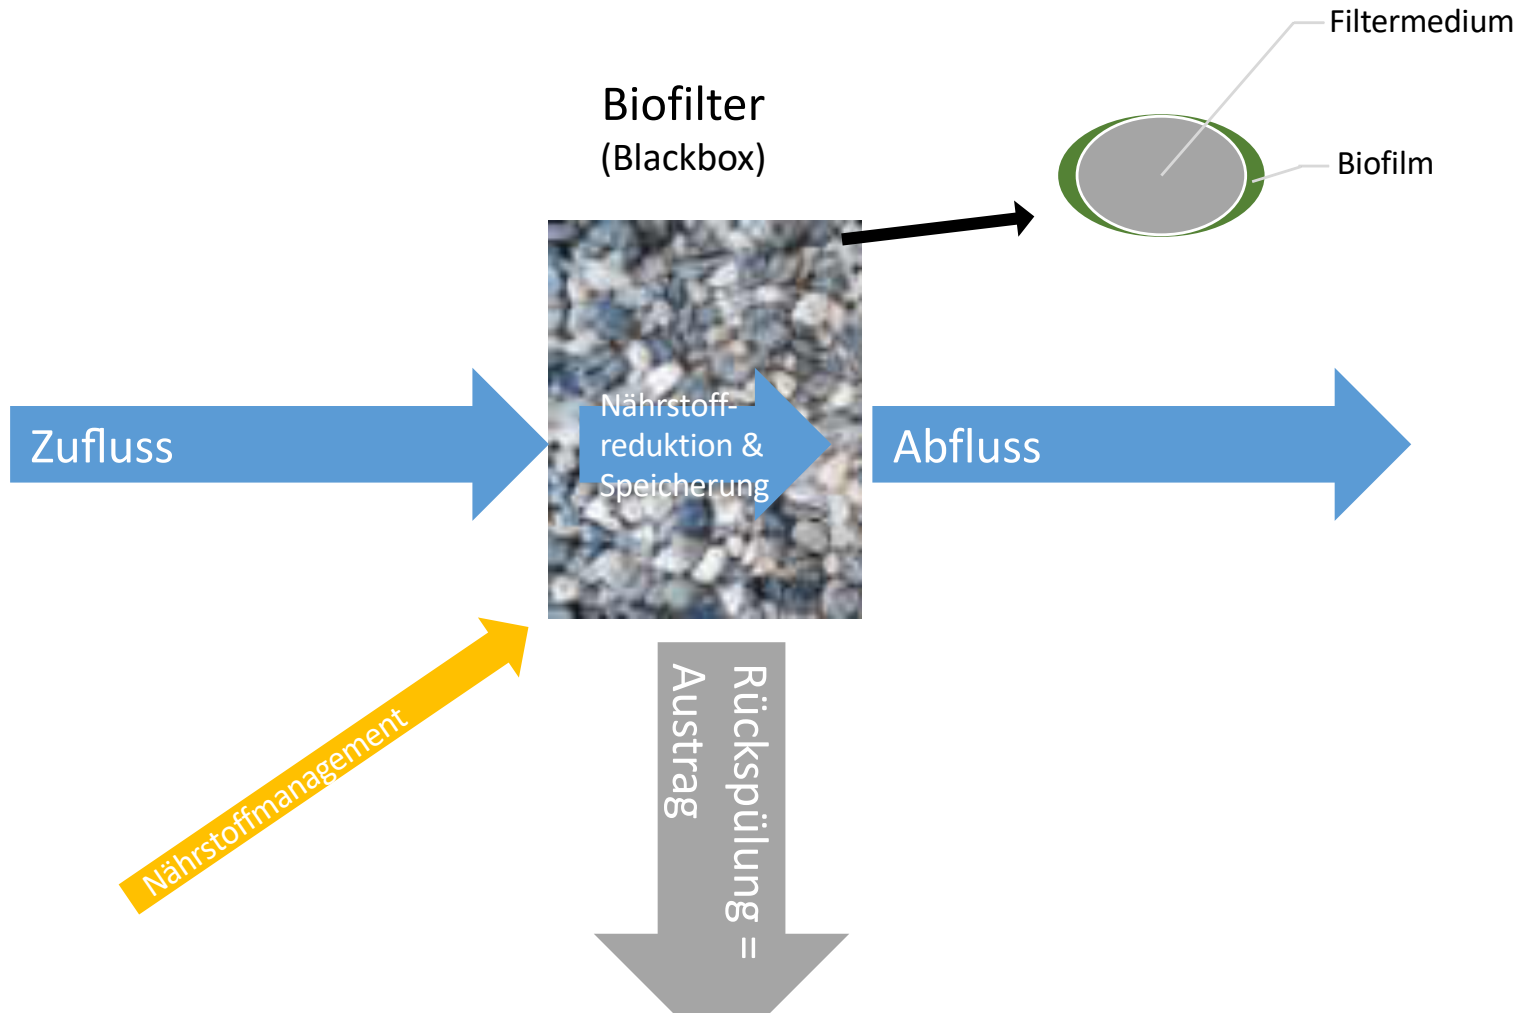 Filtermedium
Biofilter
(Blackbox)
Biofilm
Zufluss
Nährstoff-
reduktion &
Speicherung
Abfluss
Nährstoffmanagement
Rückspülung =
Austrag